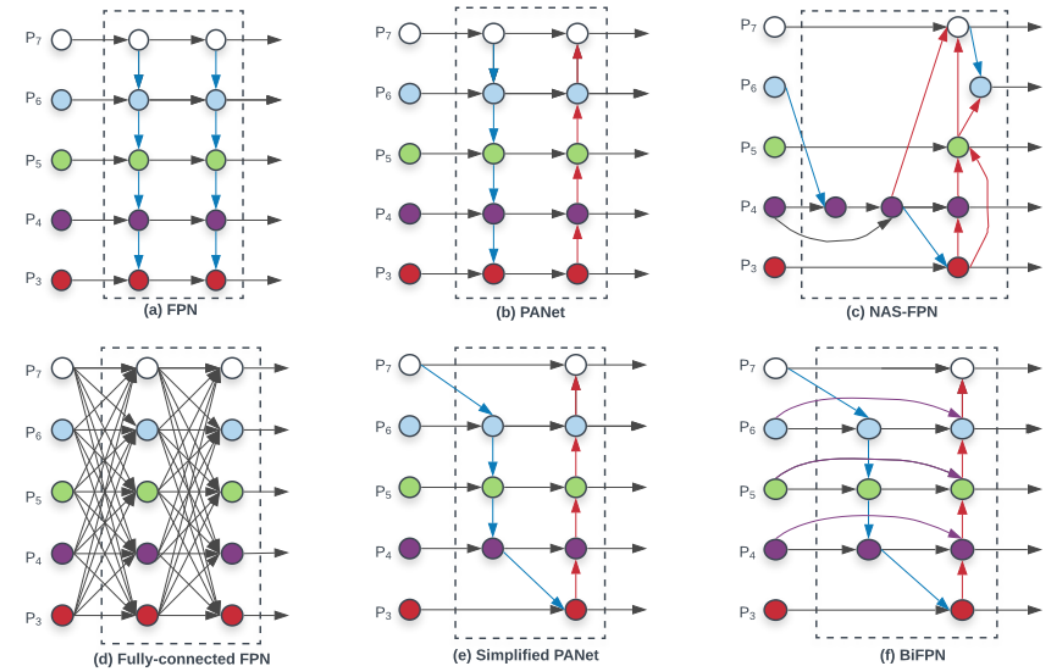 P7
P6
P5
P4
P3
(a) FPN
P7
P6
P5
P4
P3
(b) PANet
P7
P6
P5
P4
P3
(c) NAS-FPN
P7
P6
P5
P4
P3
(d) Fully-connected FPN
P7
P6
P5
P4
P3
(e) Simplified PANet
P7
P6
P5
P4
P3
(f) BiFPN